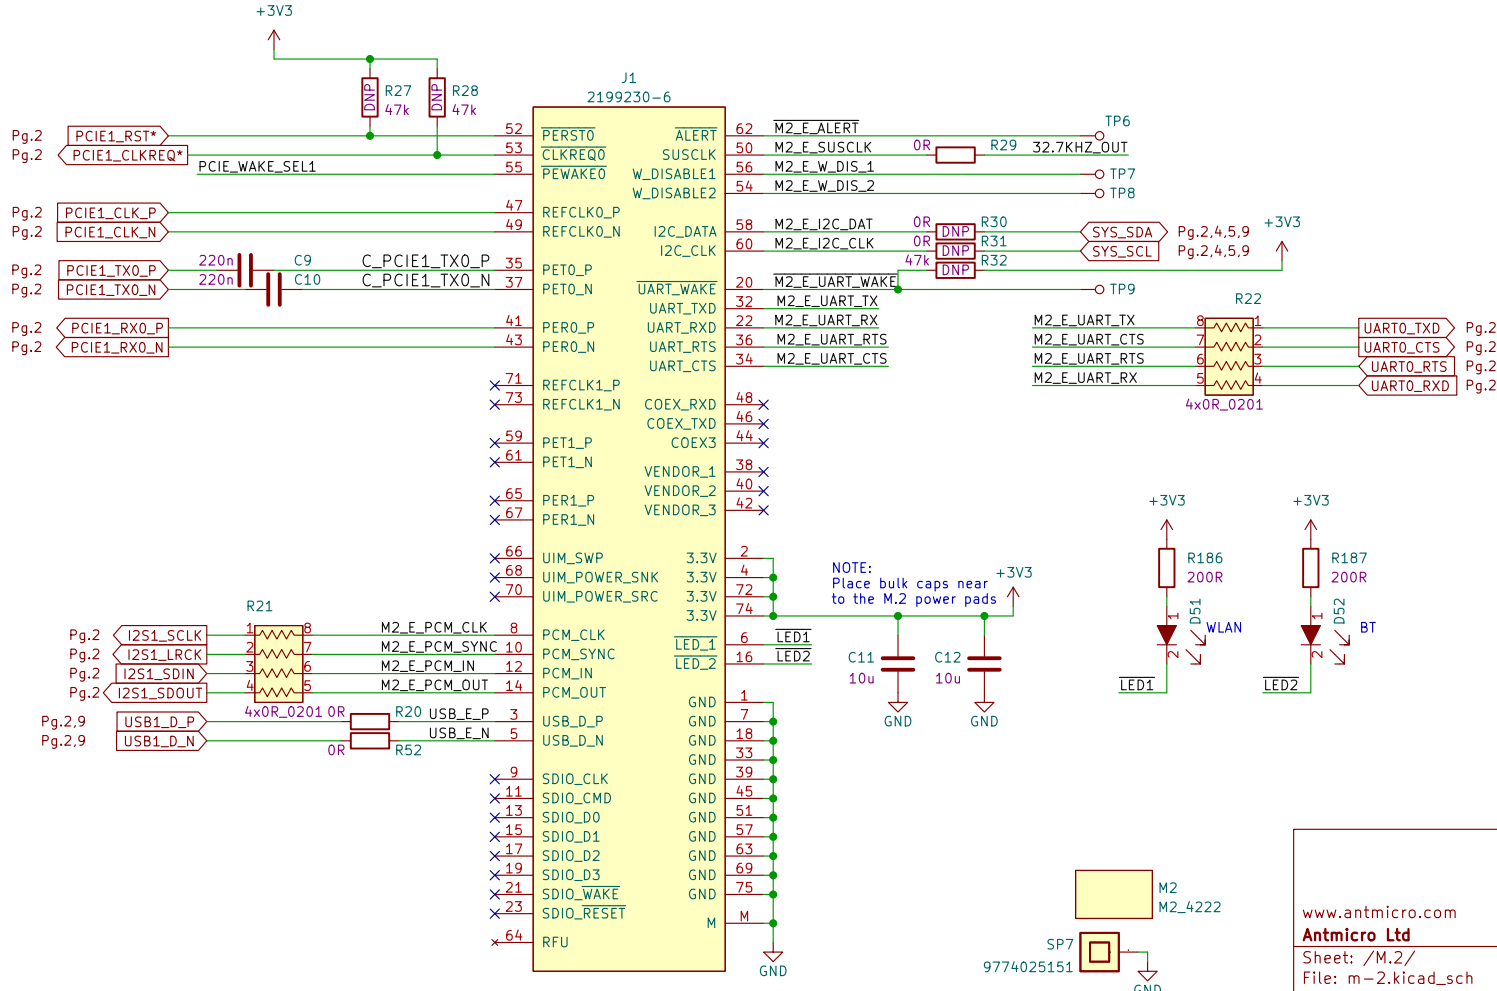 +3V3
R27
47k
DNP
R28
47k
DNP
J1
2199230-6
Pg.2 PCIE1_RST* 52 PERST0
Pg.2 PCIE1_CLKREQ* 53 CLKREQ0
PCIE_WAKE_SEL1 55 PEWAKE0
Pg.2 PCIE1_CLK_P 47 REFCLK0_P
Pg.2 PCIE1_CLK_N 49 REFCLK0_N
Pg.2 PCIE1_TX0_P 220n C9 C_PCIE1_TX0_P 35 PET0_P
Pg.2 PCIE1_TX0_N 220n C10 C_PCIE1_TX0_N 37 PET0_N
Pg.2 PCIE1_RX0_P 41 PER0_P
Pg.2 PCIE1_RX0_N 43 PER0_N
71 REFCLK1_P
73 REFCLK1_N
59 PET1_P
61 PET1_N
65 PER1_P
67 PER1_N
66 UIM_SWP
68 UIM_POWER_SNK
70 UIM_POWER_SRC
R21
Pg.2 I2S1_SCLK 1 8 M2_E_PCM_CLK 8 PCM_CLK
Pg.2 I2S1_LRCK 2 7 M2_E_PCM_SYNC 10 PCM_SYNC
Pg.2 I2S1_SDIN 3 6 M2_E_PCM_IN 12 PCM_IN
Pg.2 I2S1_SDOUT 4 5 M2_E_PCM_OUT 14 PCM_OUT
4x0R_0201
Pg.2,9 USB1_D_P 0R R20 USB_E_P 3 USB_D_P
Pg.2,9 USB1_D_N 0R R52 USB_E_N 5 USB_D_N
9 SDIO_CLK
11 SDIO_CMD
13 SDIO_D0
15 SDIO_D1
17 SDIO_D2
19 SDIO_D3
21 SDIO_WAKE
23 SDIO_RESET
64 RFU
ALERT 62 M2_E_ALERT TP6
SUSCLK 50 M2_E_SUSCLK 0R R29 32.7KHZ_OUT
W_DISABLE1 56 M2_E_W_DIS_1 TP7
W_DISABLE2 54 M2_E_W_DIS_2 TP8
I2C_DATA 58 M2_E_I2C_DAT 0R DNP R30 SYS_SDA Pg.2,4,5,9
I2C_CLK 60 M2_E_I2C_CLK 0R DNP R31 SYS_SCL Pg.2,4,5,9
47k DNP R32 +3V3
UART_WAKE 20 M2_E_UART_WAKE TP9
UART_TXD 32 M2_E_UART_TX
UART_RXD 22 M2_E_UART_RX
UART_RTS 36 M2_E_UART_RTS
UART_CTS 34 M2_E_UART_CTS
R22
M2_E_UART_TX 8 1 UART0_TXD Pg.2
M2_E_UART_CTS 7 2 UART0_CTS Pg.2
M2_E_UART_RTS 6 3 UART0_RTS Pg.2
M2_E_UART_RX 5 4 UART0_RXD Pg.2
4x0R_0201
COEX_RXD 48
COEX_TXD 46
COEX3 44
VENDOR_1 38
VENDOR_2 40
VENDOR_3 42
3.3V 2
3.3V 4
3.3V 72
3.3V 74
NOTE:
Place bulk caps near
to the M.2 power pads
+3V3
LED_1 6 LED1
LED_2 16 LED2
C11
10u
GND
C12
10u
GND
GND 1
GND 7
GND 18
GND 33
GND 39
GND 45
GND 51
GND 57
GND 63
GND 69
GND 75
M M
GND
+3V3
R186
200R
1
D51
2
WLAN
LED1
+3V3
R187
200R
1
D52
2
BT
LED2
M2
M2_4222
SP7
9774025151
GND
www.antmicro.com
Antmicro Ltd
Sheet: /M.2/
File: m-2.kicad_sch